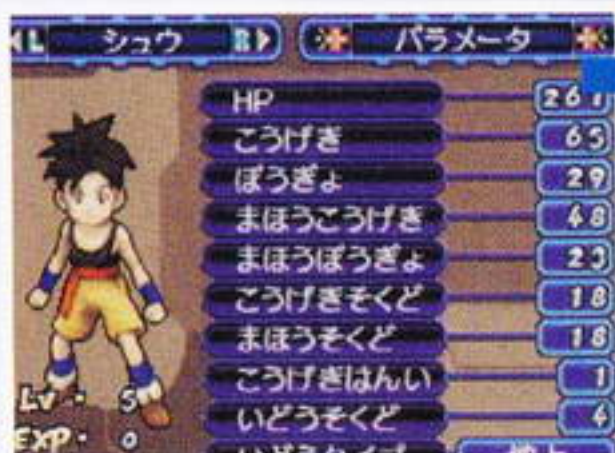 L シュウ R パラメータ
HP 261
こうげき 65
ぼうぎょ 29
まほうこうげき 48
まほうぼうぎょ 23
こうげきそくど 18
まほうそくど 18
こうげきはんい 1
いどうそくど 4
Lv・ 5
EXP・ 0